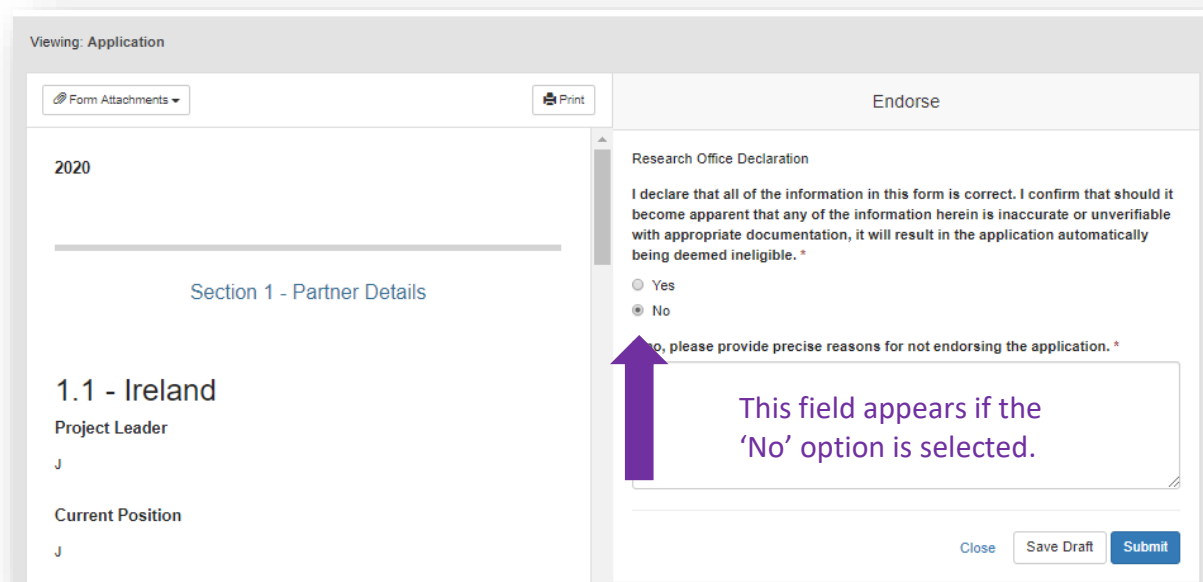 Viewing: Application
Form Attachments
Print
2020
Section 1 - Partner Details
1.1 - Ireland
Project Leader
J
Current Position
J
Endorse
Research Office Declaration
I declare that all of the information in this form is correct. I confirm that should it
become apparent that any of the information herein is inaccurate or unverifiable
with appropriate documentation, it will result in the application automatically
being deemed ineligible. *
Yes
No
no, please provide precise reasons for not endorsing the application. *
This field appears if the
‘No’ option is selected.
Close
Save Draft
Submit